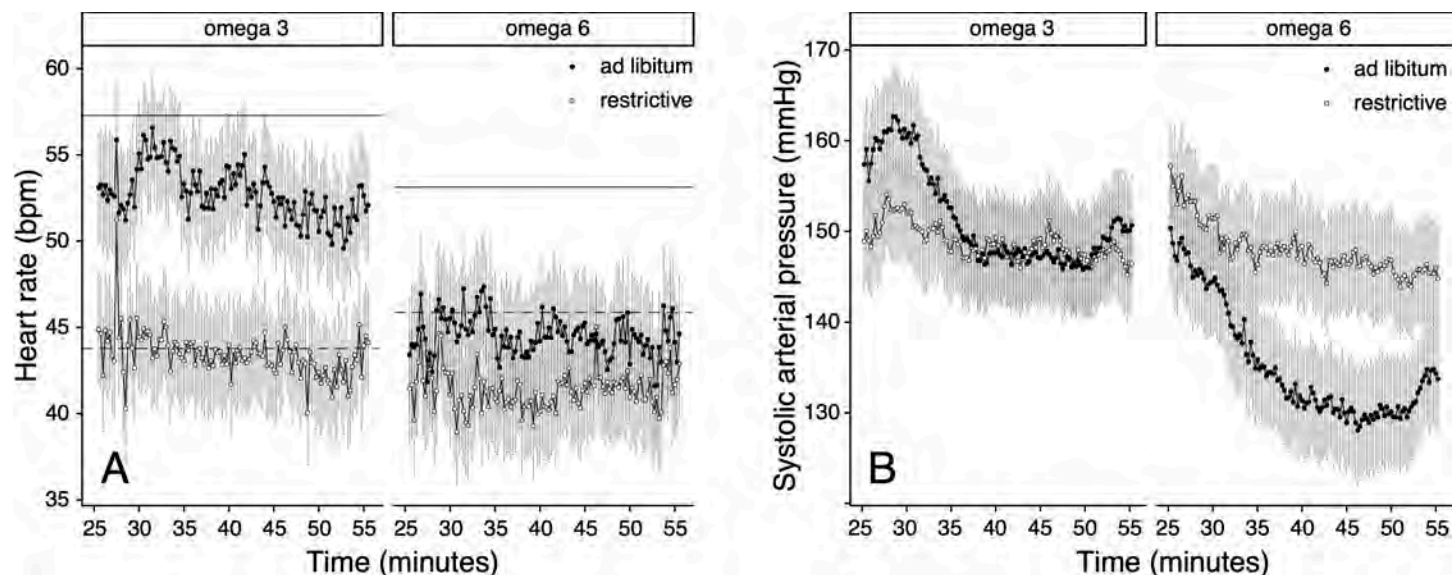 omega 3
omega 6
ad libitum
restrictive
60
55
50
45
40
35
Heart rate (bpm)
A
25 30 35 40 45 50 55
25 30 35 40 45 50 55
Time (minutes)
omega 3
omega 6
ad libitum
restrictive
170
160
150
140
130
Systolic arterial pressure (mmHg)
B
25 30 35 40 45 50 55
25 30 35 40 45 50 55
Time (minutes)